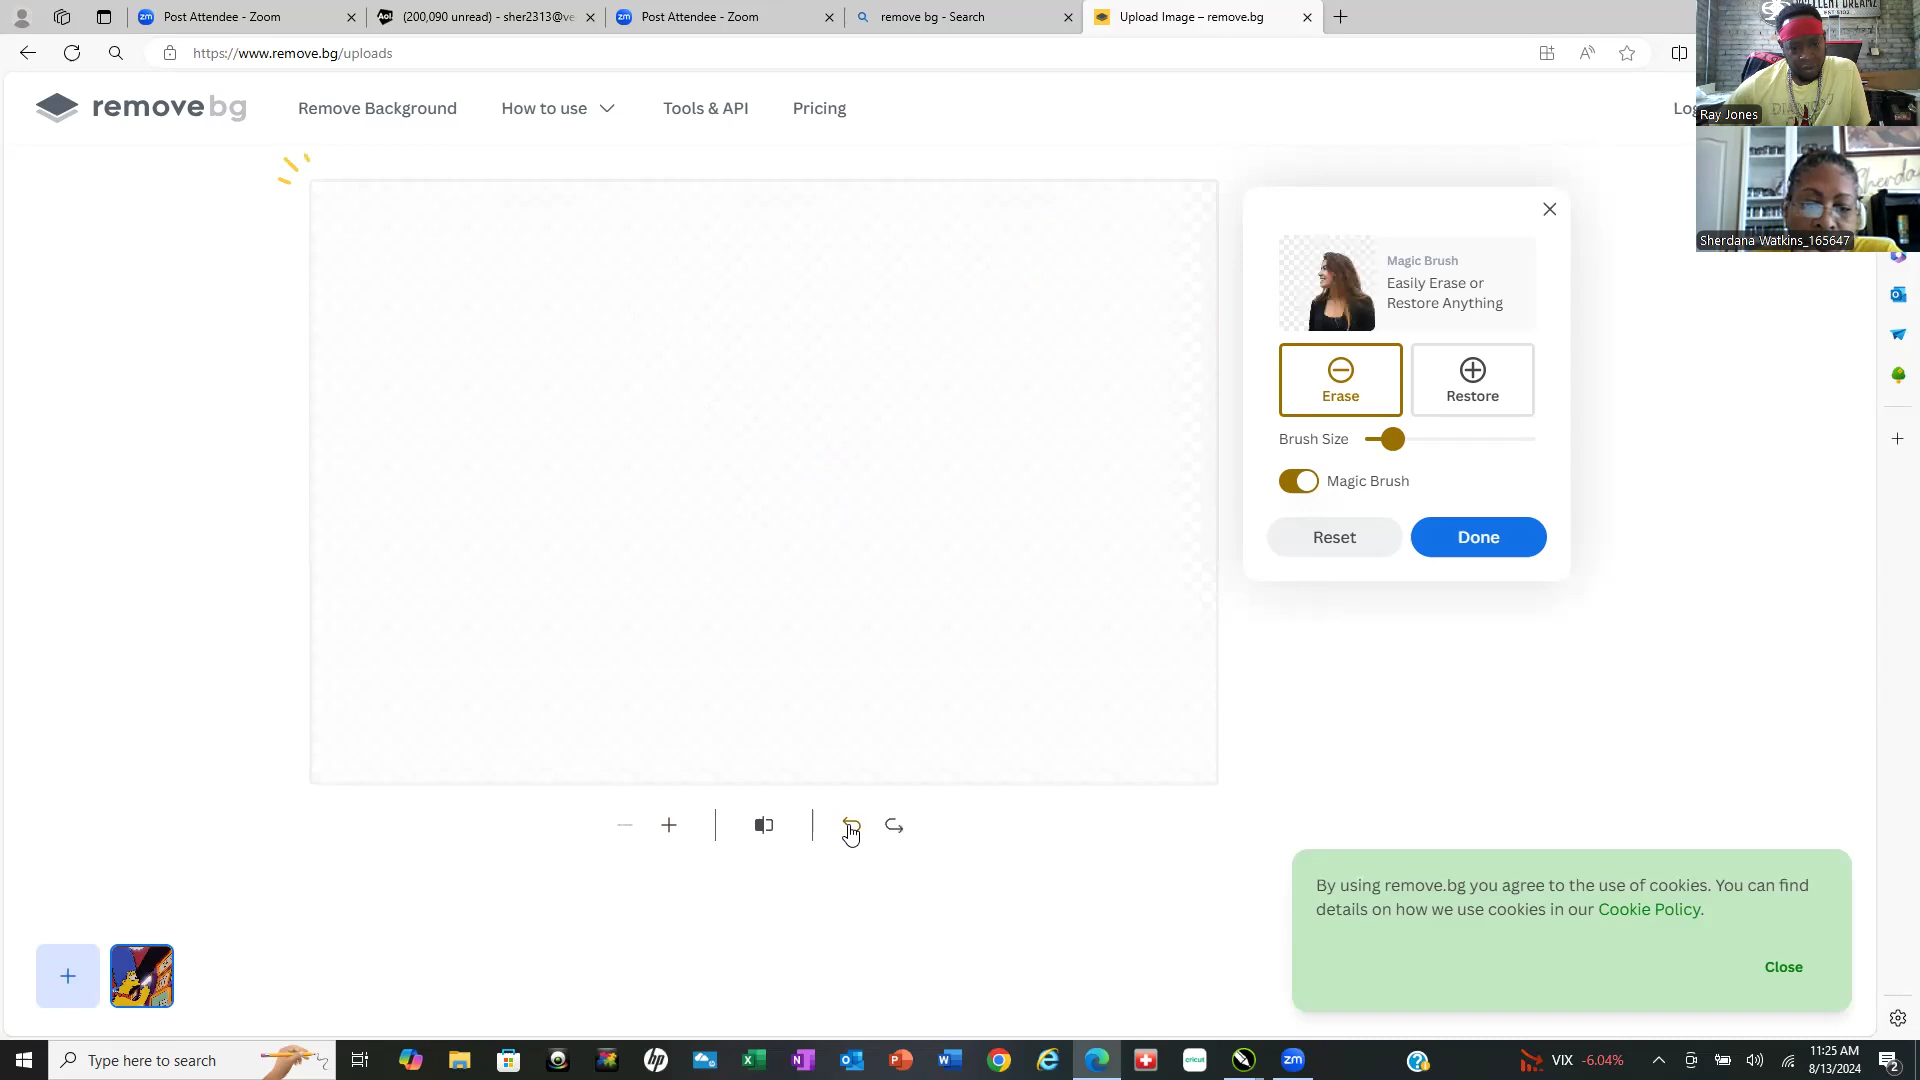 Post Attendee - Zoom
(200,090 unread) - sher2313@ve
Post Attendee - Zoom
remove bg - Search
Upload Image – remove.bg
https://www.remove.bg/uploads
removebg
Remove Background
How to use
Tools & API
Pricing
Ray Jones
Sherdana Watkins_165647
Magic Brush
Easily Erase or
Restore Anything
Erase
Restore
Brush Size
Magic Brush
Reset
Done
By using remove.bg you agree to the use of cookies. You can find
details on how we use cookies in our Cookie Policy.
Close
Type here to search
VIX -6.04%
11:25 AM
8/13/2024